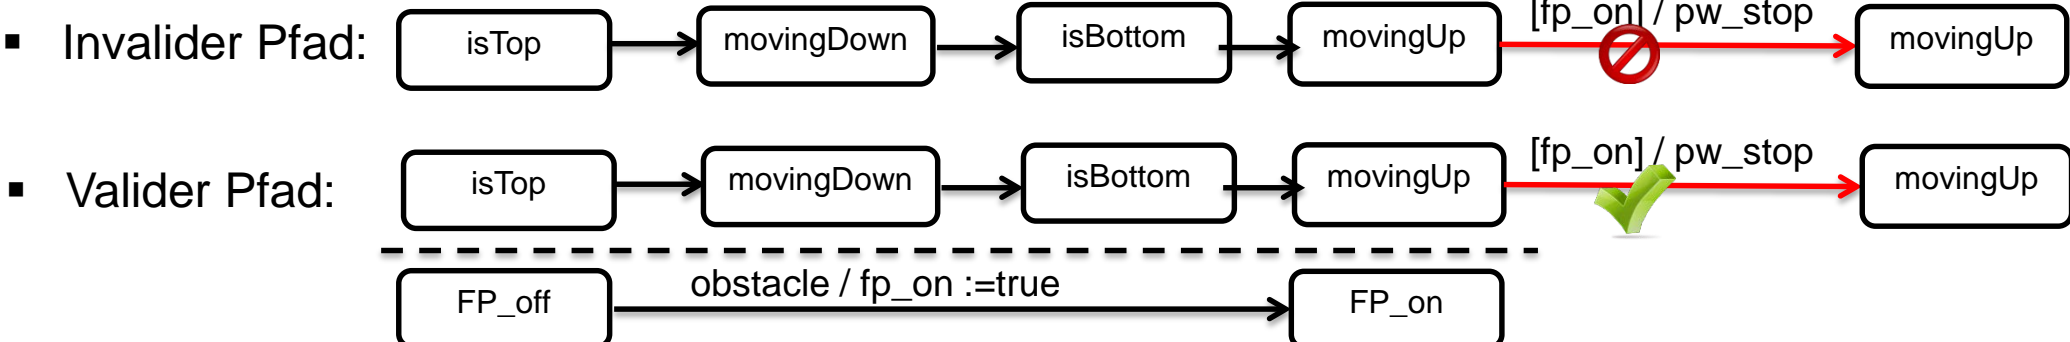 [fp_on] / pw_stop
▪ Invalider Pfad: isTop movingDown isBottom movingUp movingUp
[fp_on] / pw_stop
▪ Valider Pfad: isTop movingDown isBottom movingUp movingUp
obstacle / fp_on :=true
FP_off FP_on